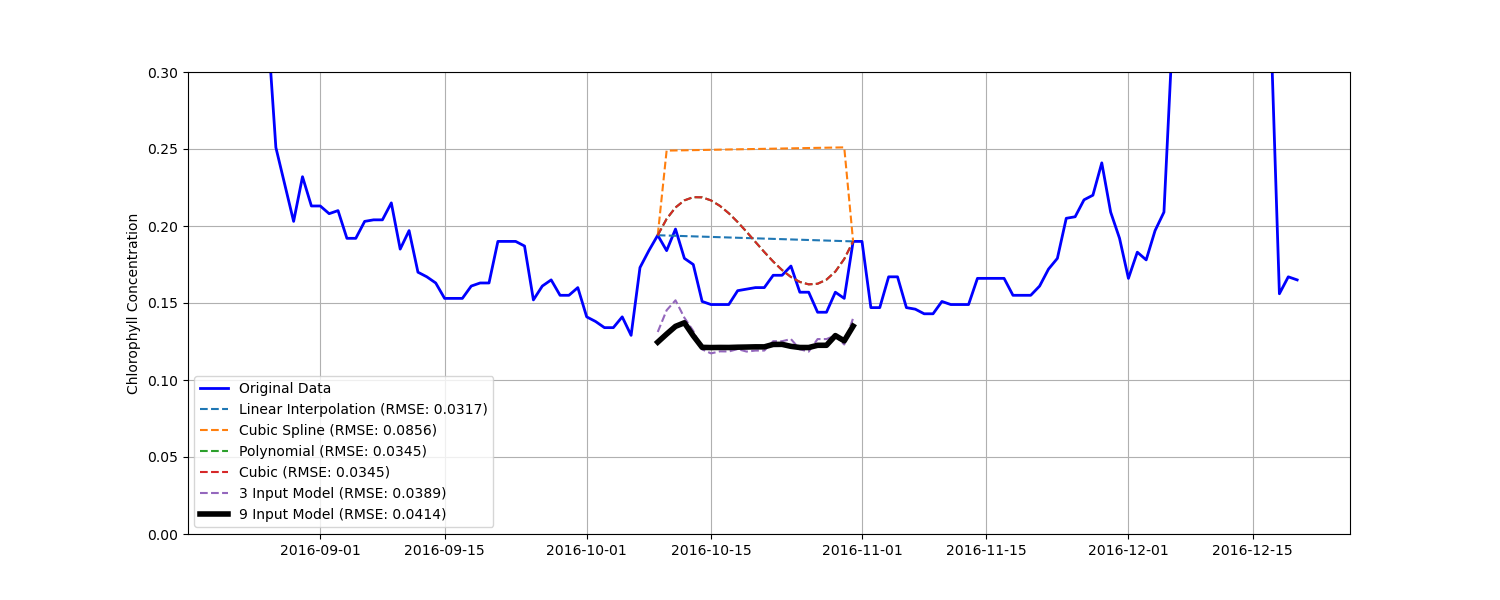 0.30
0.25
0.20
0.15
0.10
0.05
0.00
Chlorophyll Concentration
Original Data
Linear Interpolation (RMSE: 0.0317)
Cubic Spline (RMSE: 0.0856)
Polynomial (RMSE: 0.0345)
Cubic (RMSE: 0.0345)
3 Input Model (RMSE: 0.0389)
9 Input Model (RMSE: 0.0414)
2016-09-01 2016-09-15 2016-10-01 2016-10-15 2016-11-01 2016-11-15 2016-12-01 2016-12-15